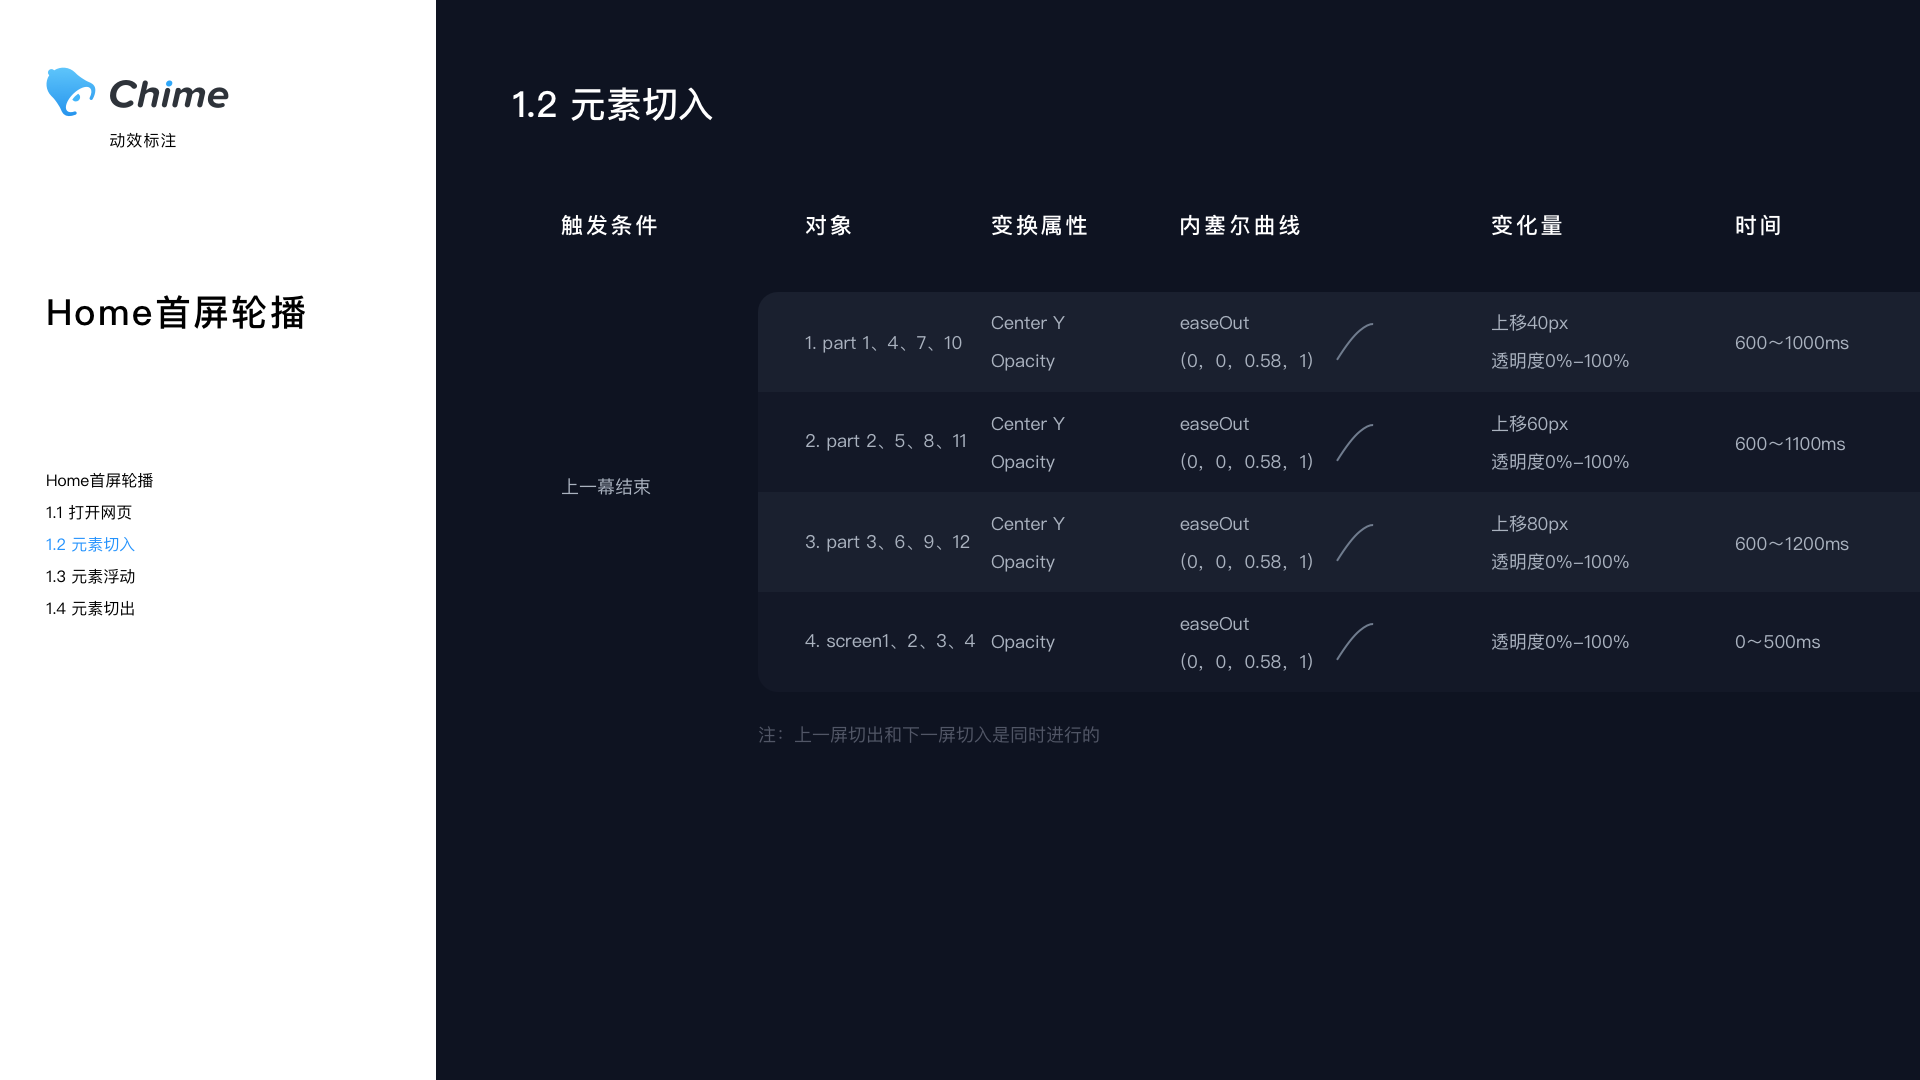 Chime
动效标注
Home首屏轮播
Home首屏轮播
1.1 打开网页
1.2 元素切入
1.3 元素浮动
1.4 元素切出
1.2 元素切入
触发条件 对象 变换属性 内塞尔曲线 变化量 时间
上一幕结束
1. part 1、4、7、10
Center Y
Opacity
easeOut
(0，0，0.58，1)
上移40px
透明度0%–100%
600～1000ms
2. part 2、5、8、11
Center Y
Opacity
easeOut
(0，0，0.58，1)
上移60px
透明度0%–100%
600～1100ms
3. part 3、6、9、12
Center Y
Opacity
easeOut
(0，0，0.58，1)
上移80px
透明度0%–100%
600～1200ms
4. screen1、2、3、4
Opacity
easeOut
(0，0，0.58，1)
透明度0%–100%
0～500ms
注：上一屏切出和下一屏切入是同时进行的